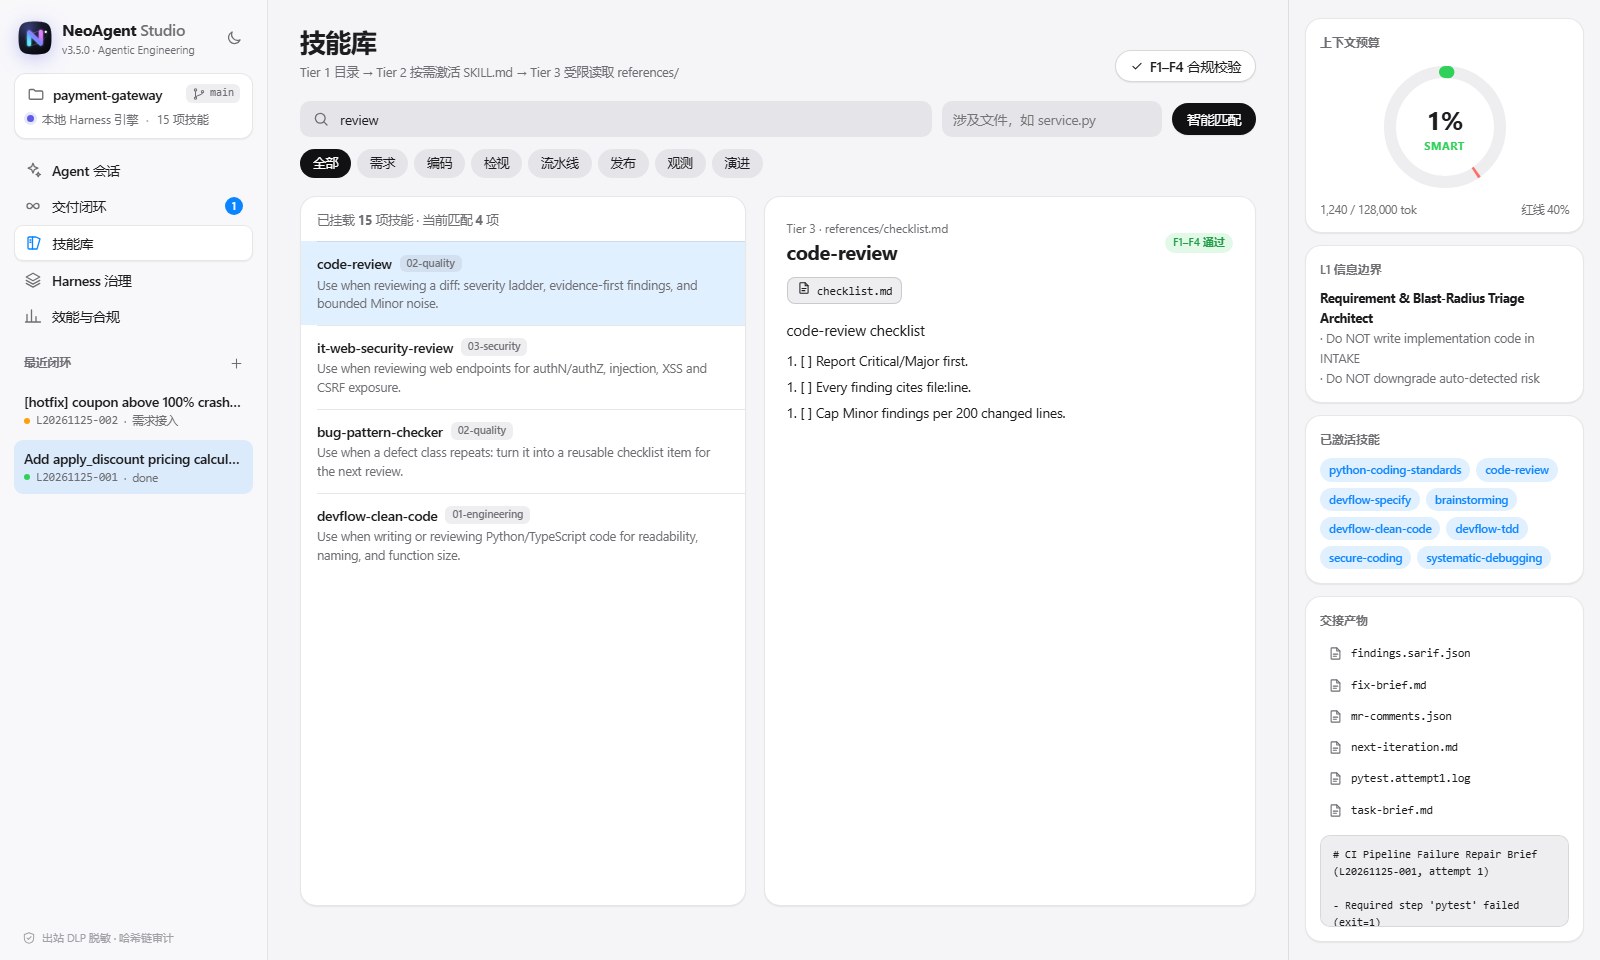 NeoAgent Studio
v3.5.0 · Agentic Engineering
payment-gateway
main
本地 Harness 引擎 · 15 项技能
Agent 会话
交付闭环
1
技能库
Harness 治理
效能与合规
最近闭环
[hotfix] coupon above 100% crash...
L20261125-002 · 需求接入
Add apply_discount pricing calcul...
L20261125-001 · done
出站 DLP 脱敏 · 哈希链审计
技能库
Tier 1 目录 → Tier 2 按需激活 SKILL.md → Tier 3 受限读取 references/
F1–F4 合规校验
review
涉及文件，如 service.py
智能匹配
全部
需求
编码
检视
流水线
发布
观测
演进
已挂载 15 项技能 · 当前匹配 4 项
code-review
02-quality
Use when reviewing a diff: severity ladder, evidence-first findings, and
bounded Minor noise.
it-web-security-review
03-security
Use when reviewing web endpoints for authN/authZ, injection, XSS and
CSRF exposure.
bug-pattern-checker
02-quality
Use when a defect class repeats: turn it into a reusable checklist item for
the next review.
devflow-clean-code
01-engineering
Use when writing or reviewing Python/TypeScript code for readability,
naming, and function size.
Tier 3 · references/checklist.md
code-review
F1–F4 通过
checklist.md
code-review checklist
1. [ ] Report Critical/Major first.
1. [ ] Every finding cites file:line.
1. [ ] Cap Minor findings per 200 changed lines.
上下文预算
1%
SMART
1,240 / 128,000 tok
红线 40%
L1 信息边界
Requirement & Blast-Radius Triage
Architect
· Do NOT write implementation code in
INTAKE
· Do NOT downgrade auto-detected risk
已激活技能
python-coding-standards
code-review
devflow-specify
brainstorming
devflow-clean-code
devflow-tdd
secure-coding
systematic-debugging
交接产物
findings.sarif.json
fix-brief.md
mr-comments.json
next-iteration.md
pytest.attempt1.log
task-brief.md
# CI Pipeline Failure Repair Brief
(L20261125-001, attempt 1)
- Required step 'pytest' failed
(exit=1)